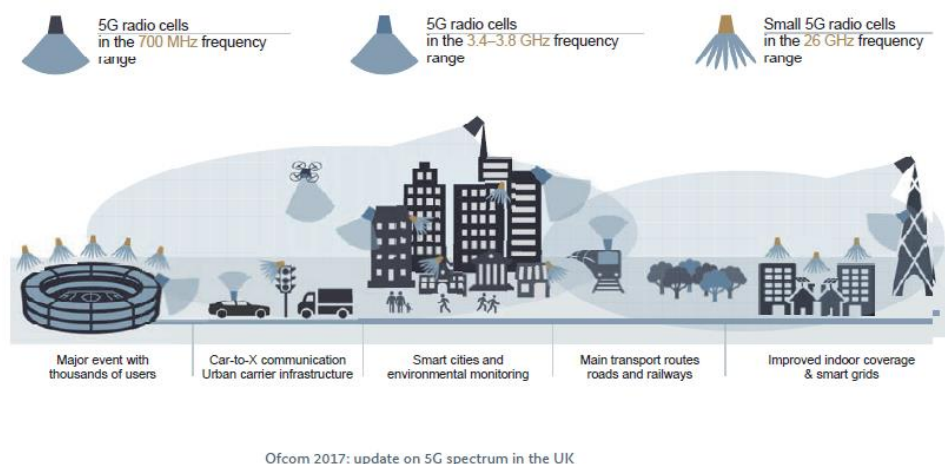 5G radio cells
in the 700 MHz frequency
range
5G radio cells
in the 3.4–3.8 GHz frequency
range
Small 5G radio cells
in the 26 GHz frequency
range
Major event with
thousands of users
Car-to-X communication
Urban carrier infrastructure
Smart cities and
environmental monitoring
Main transport routes
roads and railways
Improved indoor coverage
& smart grids
Ofcom 2017: update on 5G spectrum in the UK